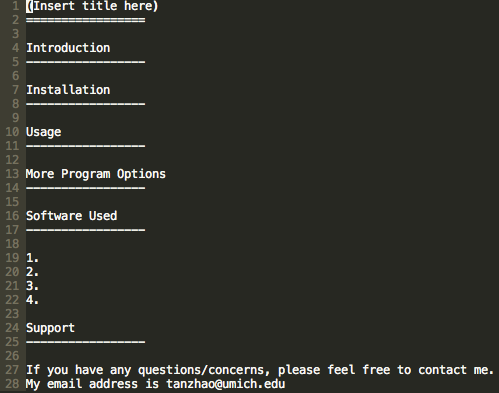 1 (Insert title here)
2 =================
3
4 Introduction
5 -----------------
6
7 Installation
8 -----------------
9
10 Usage
11 -----------------
12
13 More Program Options
14 -----------------
15
16 Software Used
17 -----------------
18
19 1.
20 2.
21 3.
22 4.
23
24 Support
25 -----------------
26
27 If you have any questions/concerns, please feel free to contact me.
28 My email address is tanzhao@umich.edu